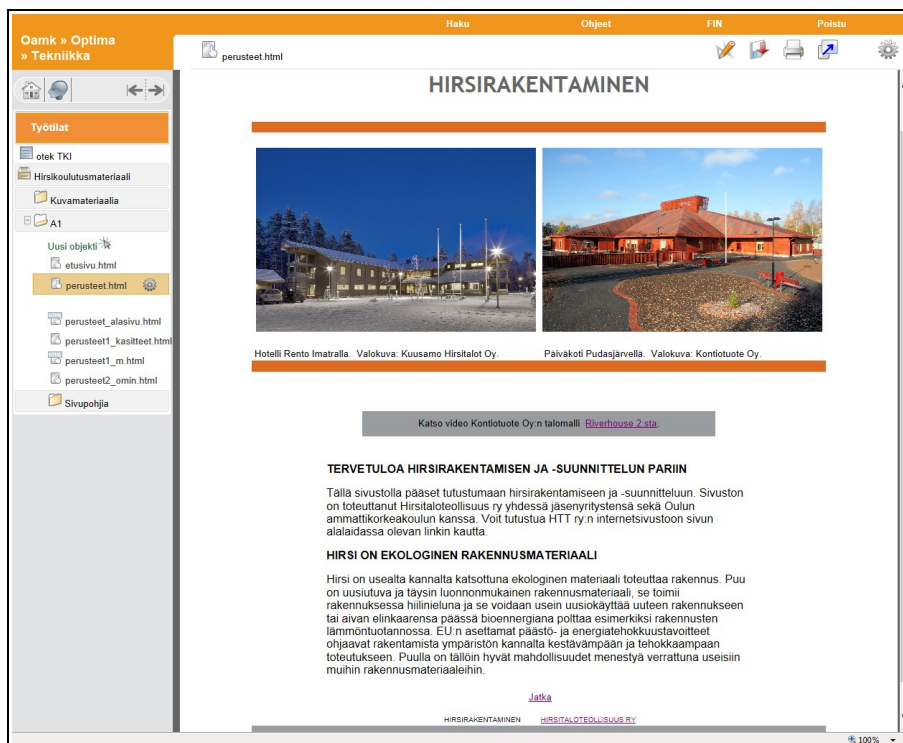 Haku Ohjeet FIN Poistu
Oamk » Optima
» Tekniikka
perusteet.html
Työtilat
otek TKI
Hirsikoulutusmateriaali
Kuvamateriaalia
A1
Uusi objekti
etusivu.html
perusteet.html
perusteet_alasivu.html
perusteet1_kasitteet.html
perusteet1_m.html
perusteet2_omin.html
Sivupohjia
HIRSIRAKENTAMINEN
Hotelli Rento Imatralla. Valokuva: Kuusamo Hirsitalot Oy. Päiväkoti Pudasjärvellä. Valokuva: Kontiotuote Oy.
Katso video Kontiotuote Oy:n talomalli Riverhouse 2:sta.
TERVETULOA HIRSIRAKENTAMISEN JA -SUUNNITTELUN PARIIN
Tällä sivustolla pääset tutustumaan hirsirakentamiseen ja -suunnitteluun. Sivuston
on toteuttanut Hirsitaloteollisuus ry yhdessä jäsenyritystensä sekä Oulun
ammattikorkeakoulun kanssa. Voit tutustua HTT ry:n internetsivustoon sivun
alalaidassa olevan linkin kautta.
HIRSI ON EKOLOGINEN RAKENNUSMATERIAALI
Hirsi on usealta kannalta katsottuna ekologinen materiaali toteuttaa rakennus. Puu
on uusiutuva ja täysin luonnonmukainen rakennusmateriaali, se toimii
rakennuksessa hiilinieluna ja se voidaan usein uusiokäyttää uuteen rakennukseen
tai aivan elinkaarensa päässä bioennergiana polttaa esimerkiksi rakennusten
lämmöntuotannossa. EU:n asettamat päästö- ja energiatehokkuustavoitteet
ohjaavat rakentamista ympäristön kannalta kestävämpään ja tehokkaampaan
toteutukseen. Puulla on tällöin hyvät mahdollisuudet menestyä verrattuna useisiin
muihin rakennusmateriaaleihin.
Jatka
HIRSIRAKENTAMINEN HIRSITALOTEOLLISUUS RY
100%